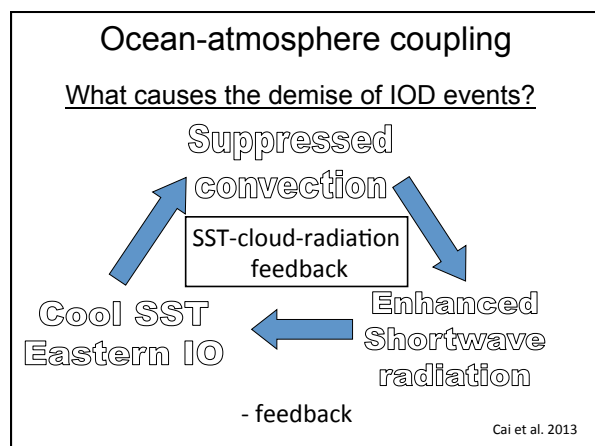 Ocean-atmosphere coupling
What causes the demise of IOD events?
Suppressed
convection
SST-cloud-radiation
feedback
Cool SST
Eastern IO
Enhanced
Shortwave
radiation
- feedback
Cai et al. 2013